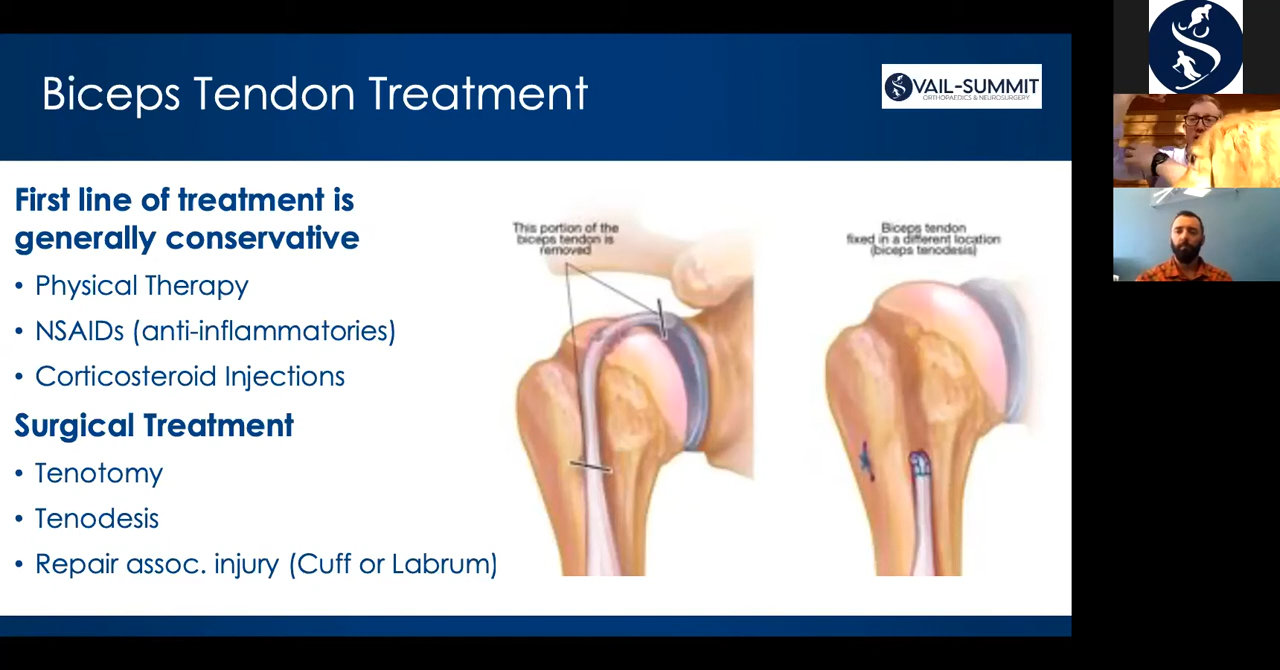 Biceps Tendon Treatment
VAIL-SUMMIT
ORTHOPAEDICS & NEUROSURGERY
First line of treatment is
generally conservative
• Physical Therapy
• NSAIDs (anti-inflammatories)
• Corticosteroid Injections
Surgical Treatment
• Tenotomy
• Tenodesis
• Repair assoc. injury (Cuff or Labrum)
This portion of the
biceps tendon is
removed
Biceps tendon
fixed in a different location
(biceps tenodesis)